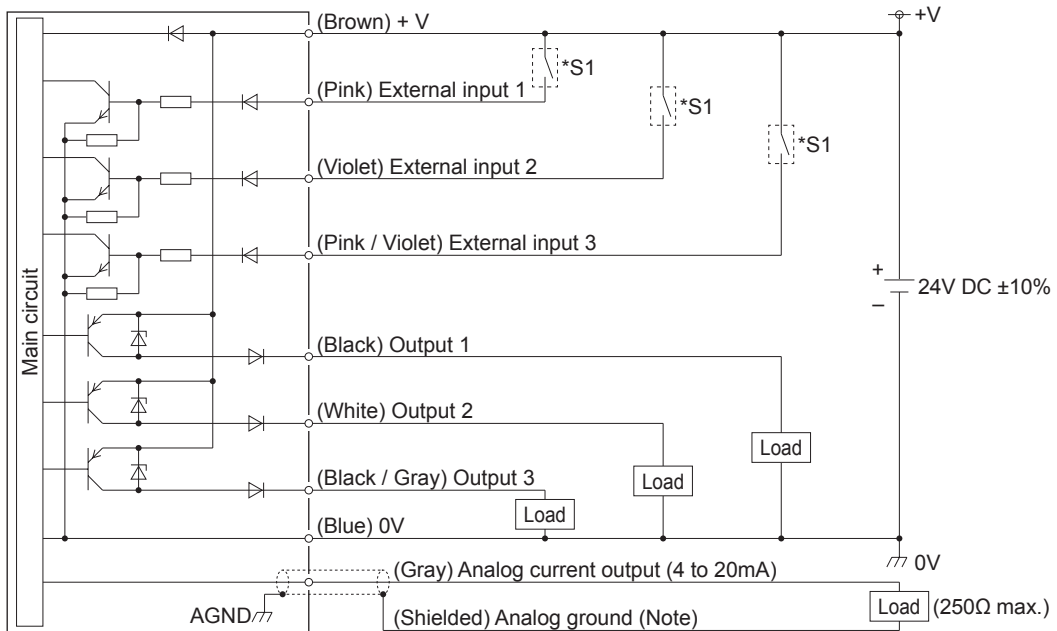 (Brown) + V
+V
*S1
(Pink) External input 1
*S1
*S1
(Violet) External input 2
(Pink / Violet) External input 3
Main circuit
+
24V DC ±10%
−
(Black) Output 1
(White) Output 2
Load
Load
(Black / Gray) Output 3
Load
(Blue) 0V
0V
(Gray) Analog current output (4 to 20mA)
AGND
(Shielded) Analog ground (Note)
Load (250Ω max.)